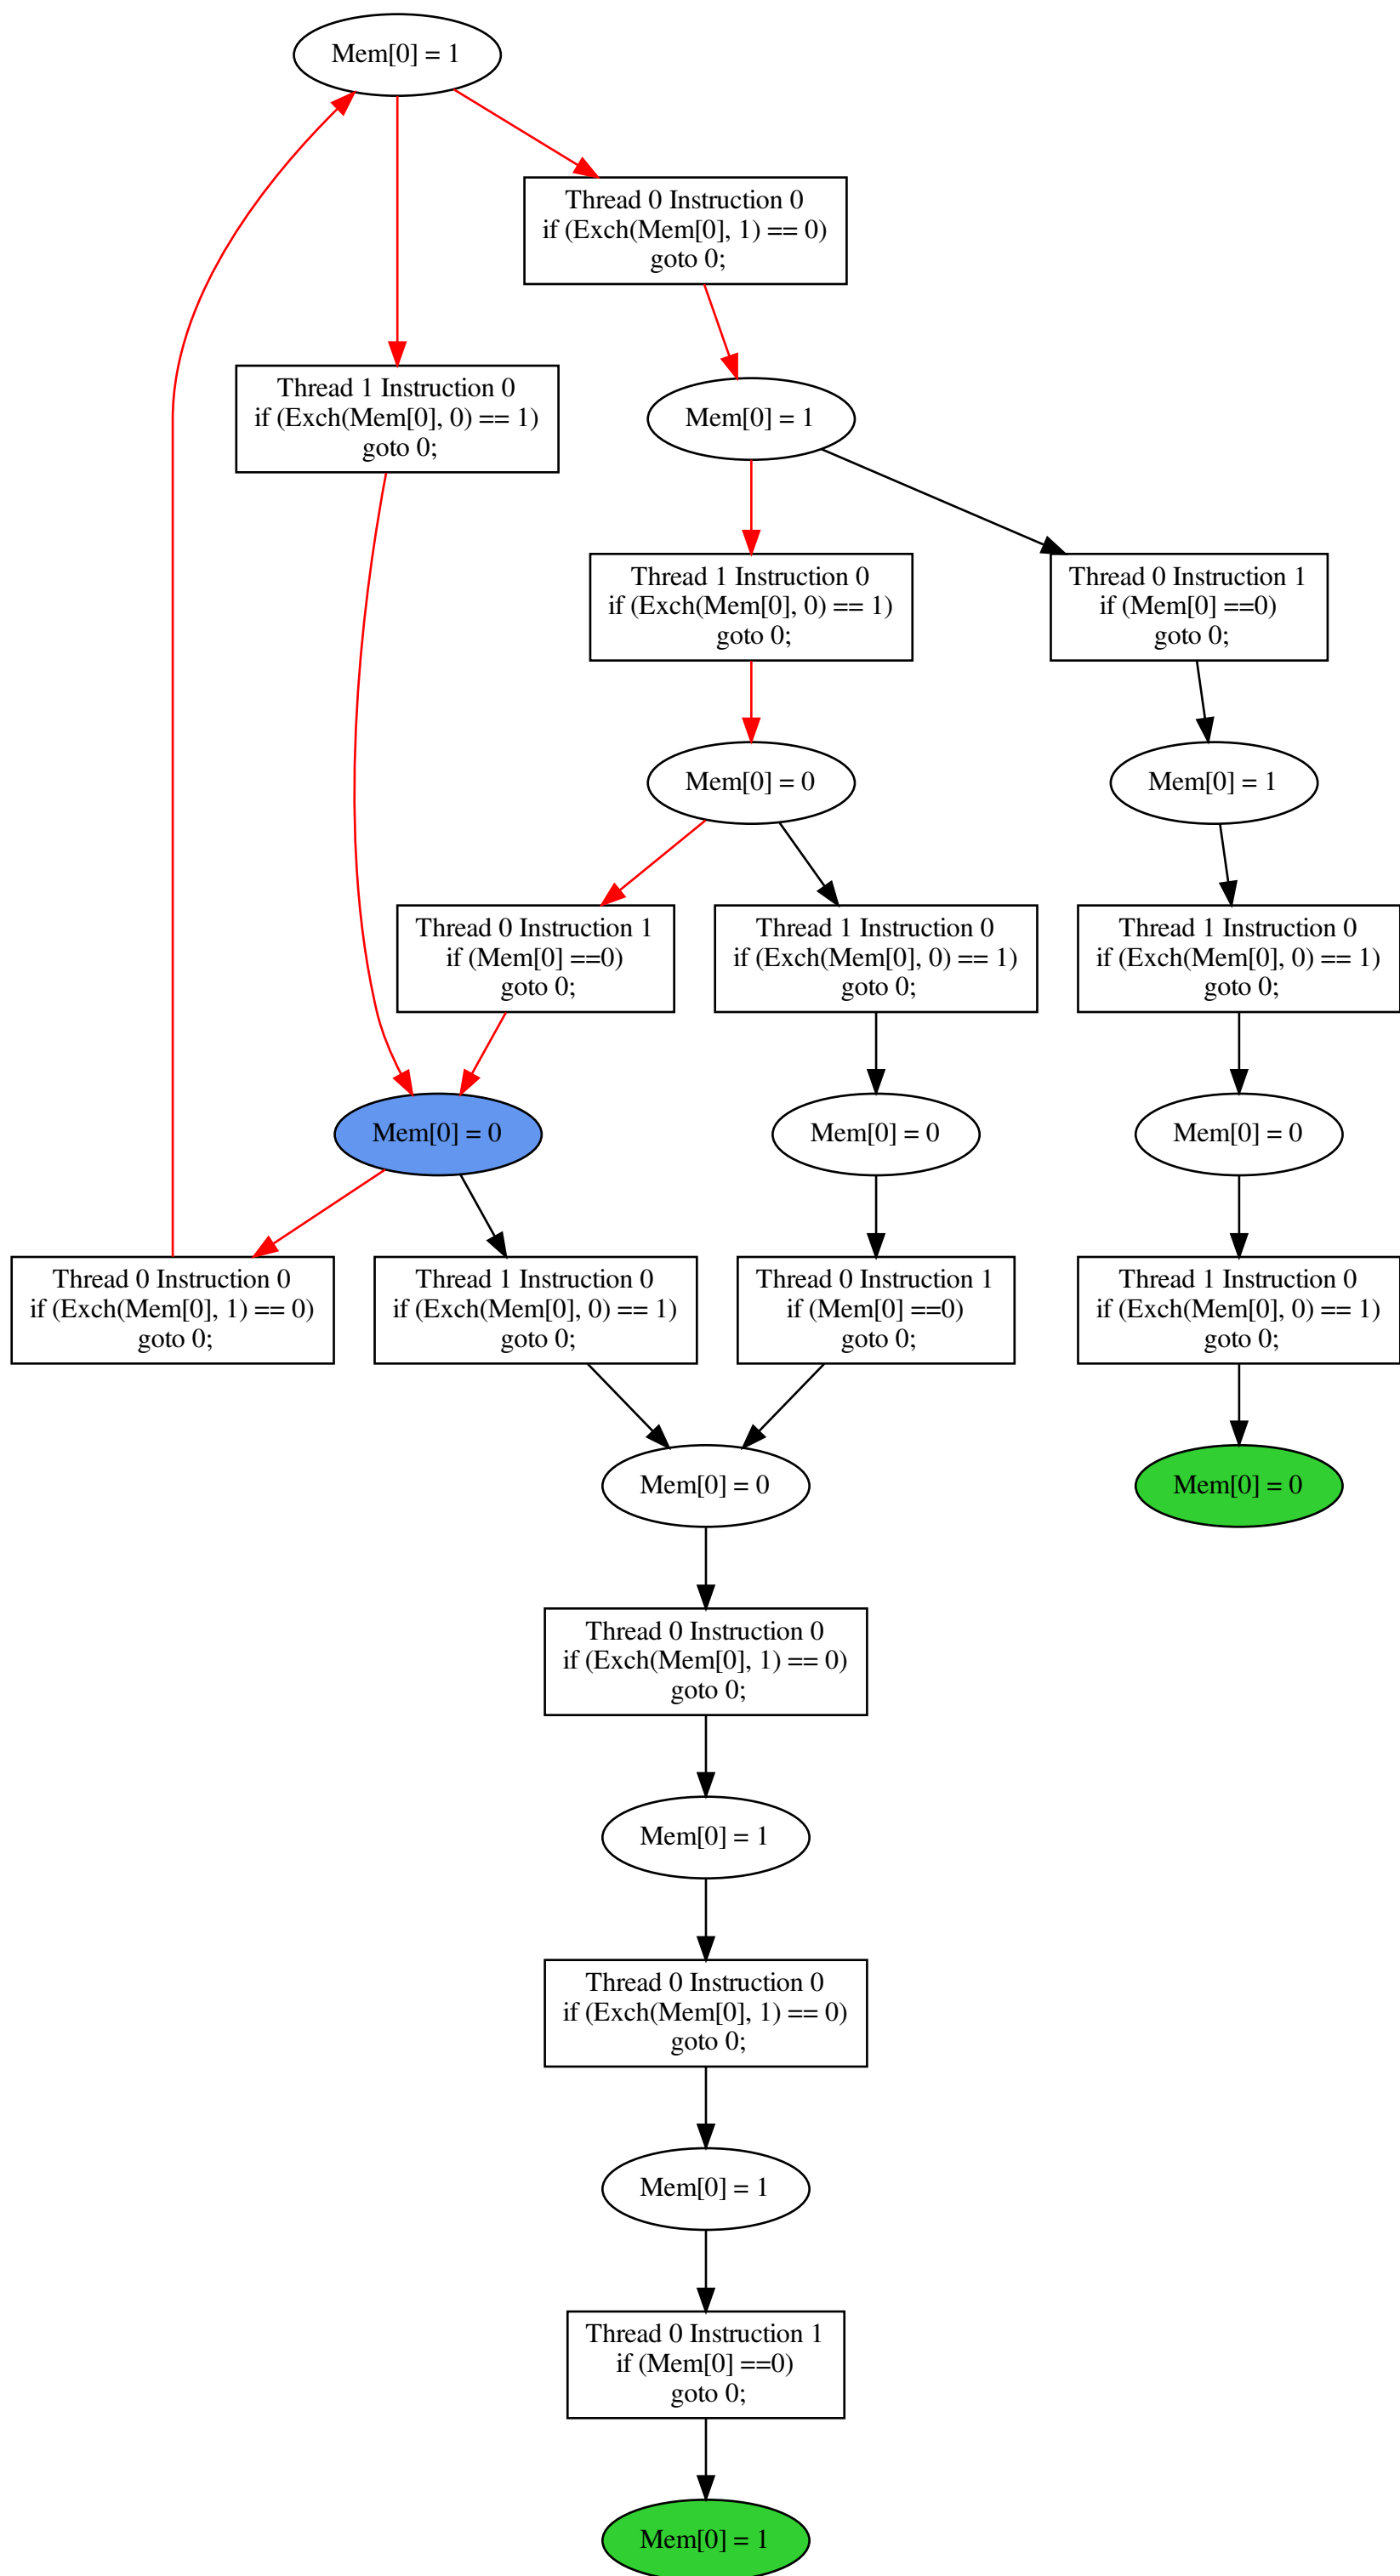 Mem[0] = 1
Thread 0 Instruction 0
if (Exch(Mem[0], 1) == 0)
goto 0;
Thread 1 Instruction 0
if (Exch(Mem[0], 0) == 1)
goto 0;
Mem[0] = 1
Thread 1 Instruction 0
if (Exch(Mem[0], 0) == 1)
goto 0;
Thread 0 Instruction 1
if (Mem[0] ==0)
goto 0;
Mem[0] = 0
Mem[0] = 1
Thread 0 Instruction 1
if (Mem[0] ==0)
goto 0;
Thread 1 Instruction 0
if (Exch(Mem[0], 0) == 1)
goto 0;
Thread 1 Instruction 0
if (Exch(Mem[0], 0) == 1)
goto 0;
Mem[0] = 0
Mem[0] = 0
Mem[0] = 0
Thread 0 Instruction 0
if (Exch(Mem[0], 1) == 0)
goto 0;
Thread 1 Instruction 0
if (Exch(Mem[0], 0) == 1)
goto 0;
Thread 0 Instruction 1
if (Mem[0] ==0)
goto 0;
Thread 1 Instruction 0
if (Exch(Mem[0], 0) == 1)
goto 0;
Mem[0] = 0
Mem[0] = 0
Thread 0 Instruction 0
if (Exch(Mem[0], 1) == 0)
goto 0;
Mem[0] = 1
Thread 0 Instruction 0
if (Exch(Mem[0], 1) == 0)
goto 0;
Mem[0] = 1
Thread 0 Instruction 1
if (Mem[0] ==0)
goto 0;
Mem[0] = 1